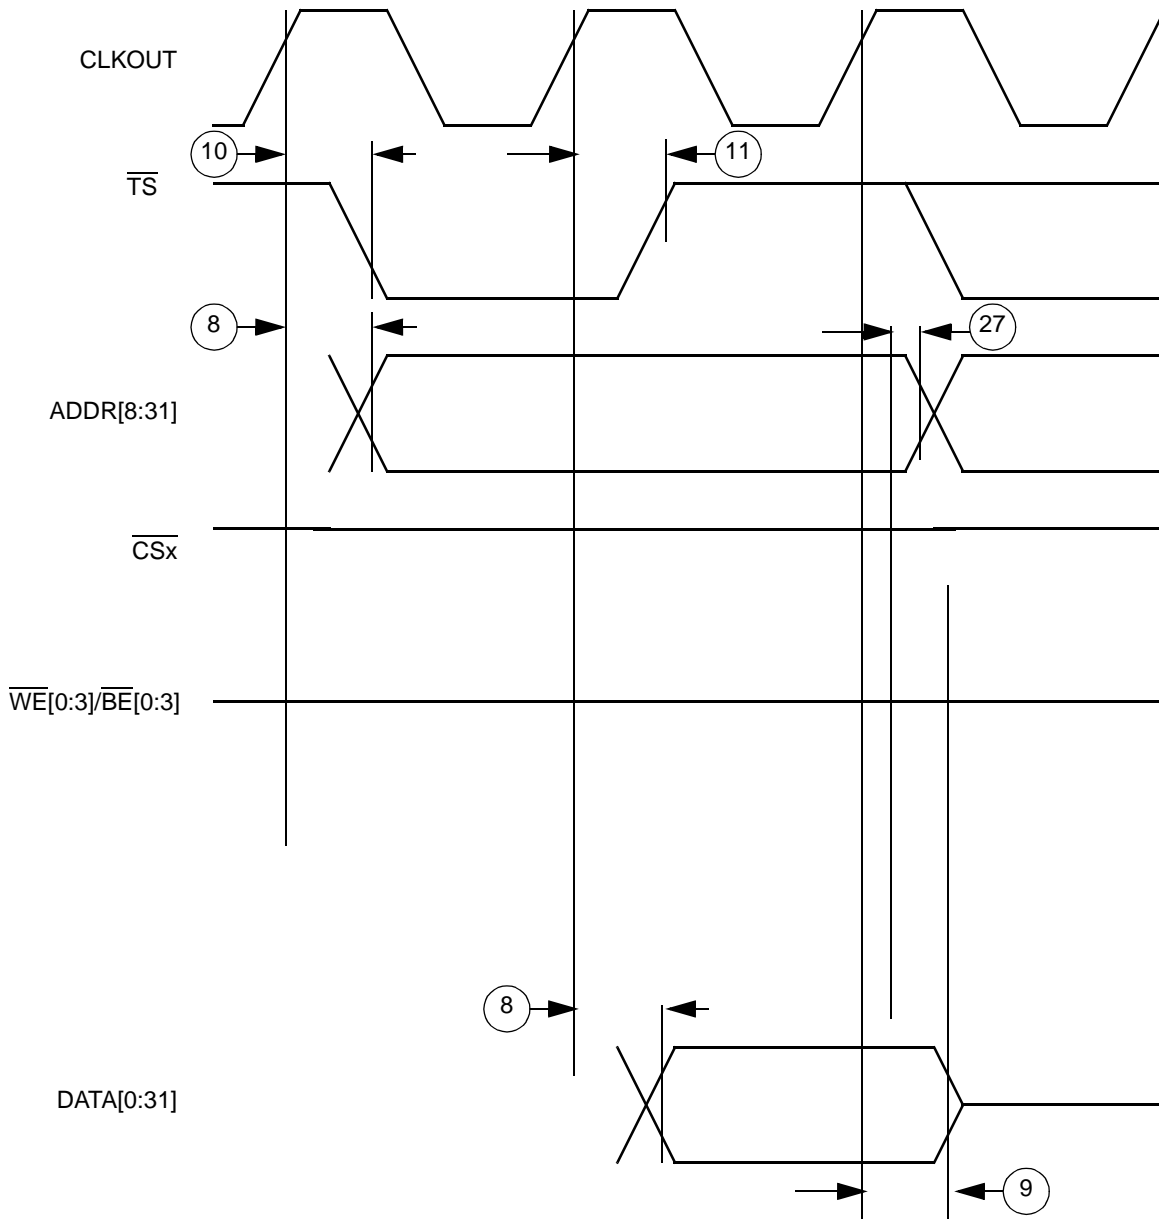 CLKOUT
10
11
TS
8
27
ADDR[8:31]
CSx
WE[0:3]/BE[0:3]
8
DATA[0:31]
9